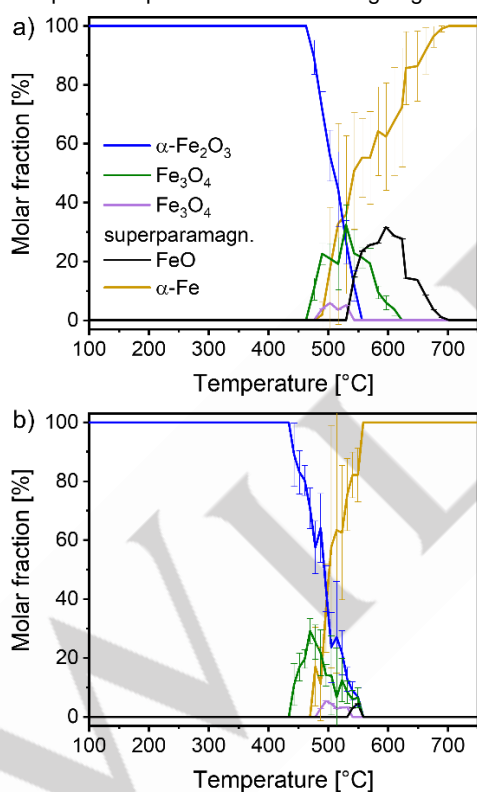 a)
100
80
60
40
20
0
Molar fraction [%]
α-Fe₂O₃
Fe₃O₄
Fe₃O₄
superparamagn.
FeO
α-Fe
100 200 300 400 500 600 700
Temperature [°C]
b)
100
80
60
40
20
0
Molar fraction [%]
100 200 300 400 500 600 700
Temperature [°C]